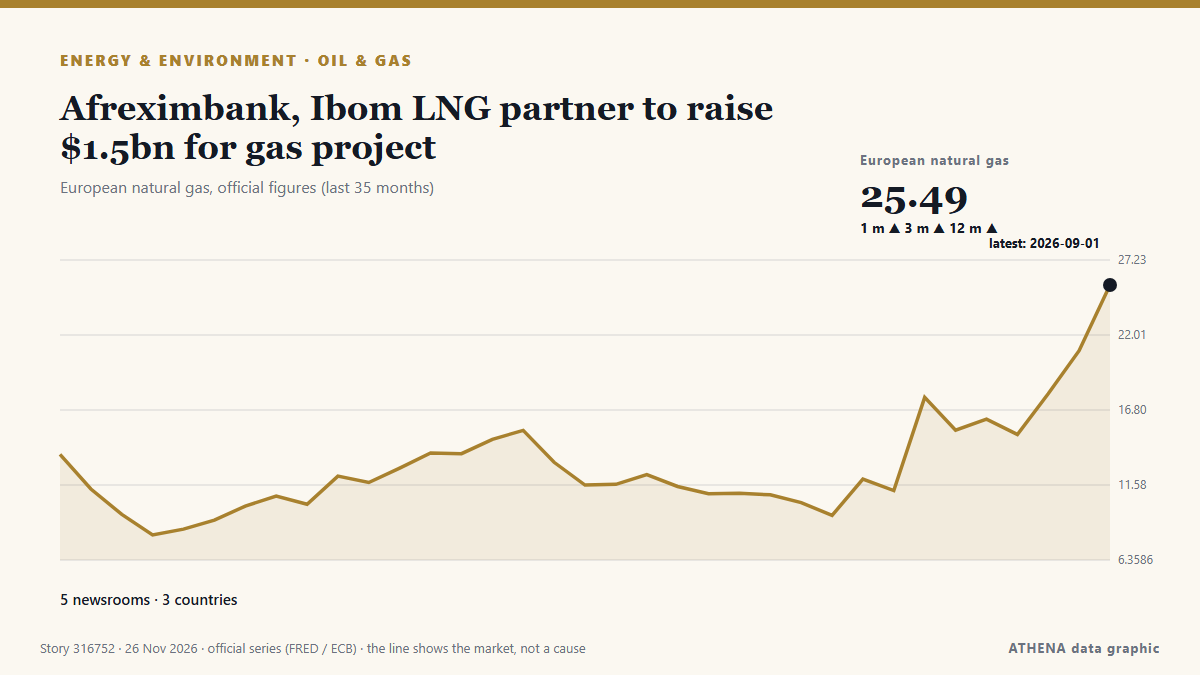 ENERGY & ENVIRONMENT · OIL & GAS
Afreximbank, Ibom LNG partner to raise
$1.5bn for gas project
European natural gas, official figures (last 35 months)
European natural gas
25.49
1 m ▲ 3 m ▲ 12 m ▲
latest: 2026-09-01
27.23
22.01
16.80
11.58
6.3586
5 newsrooms · 3 countries
Story 316752 · 26 Nov 2026 · official series (FRED / ECB) · the line shows the market, not a cause
ATHENA data graphic